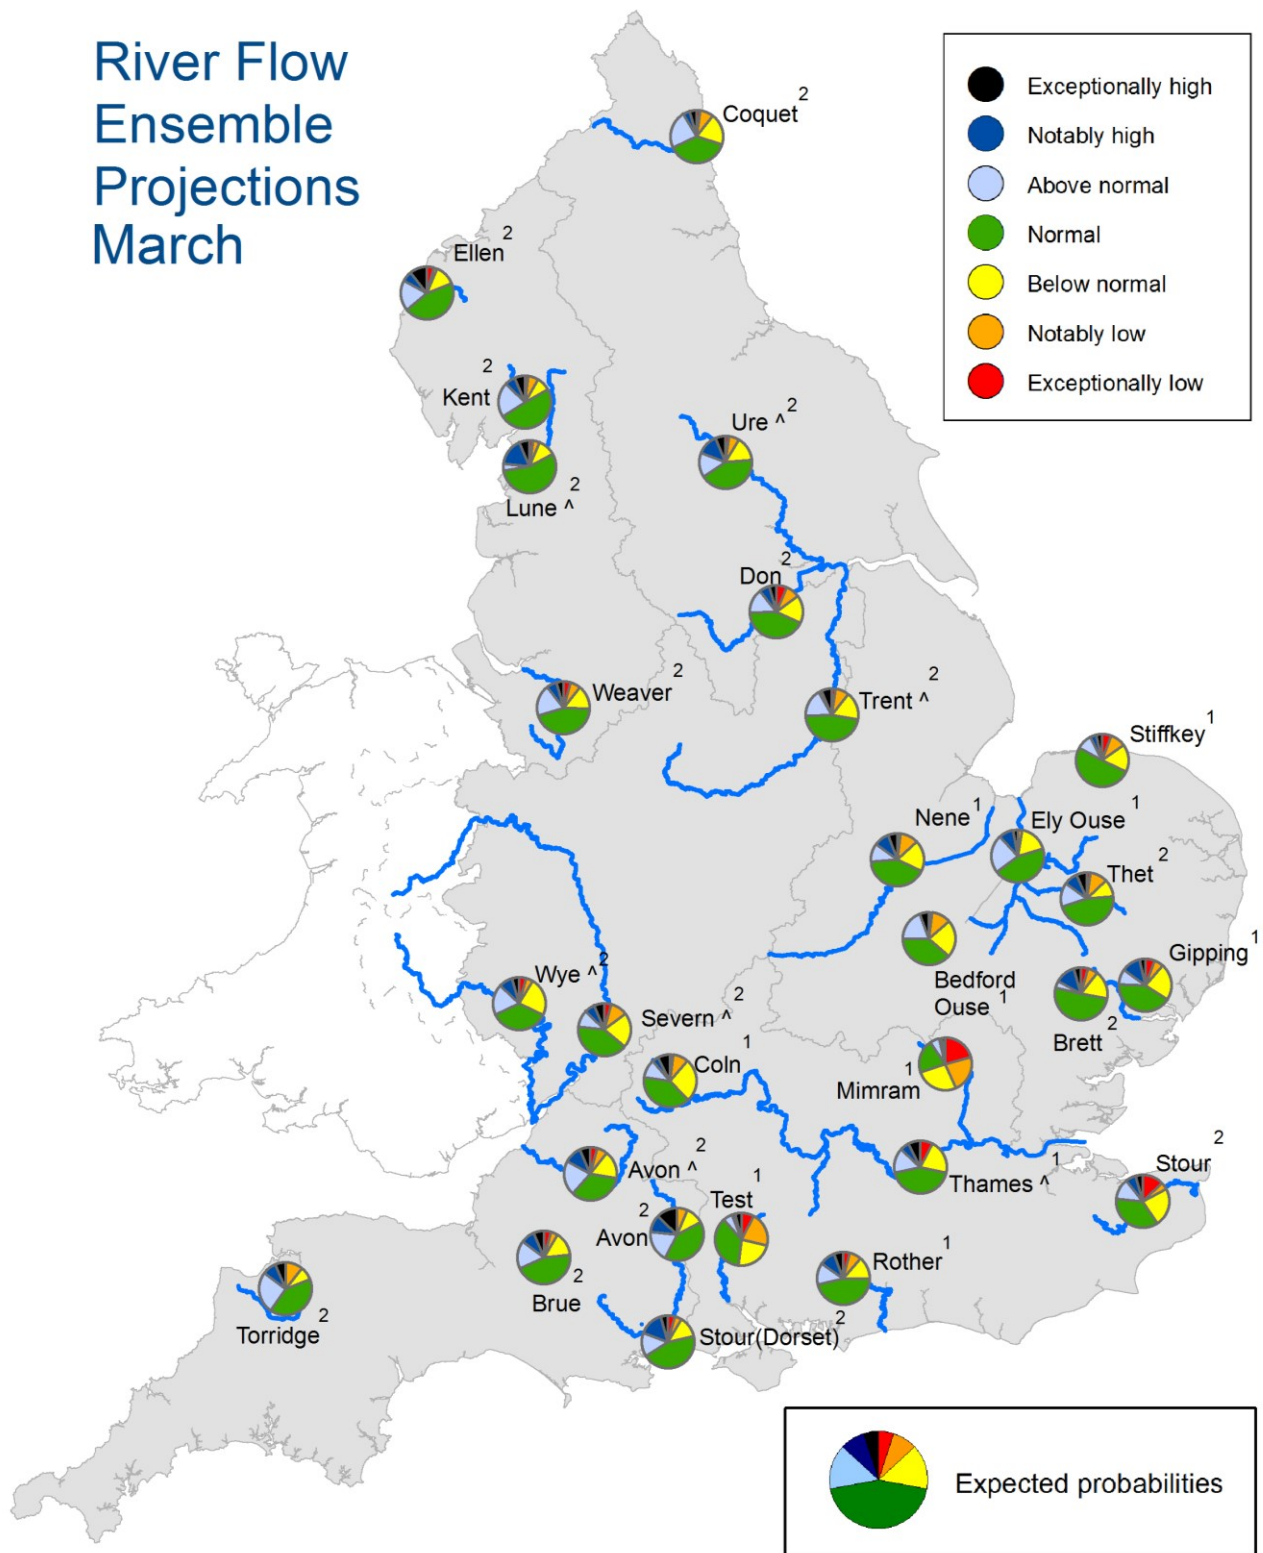 River Flow
Ensemble
Projections
March
Exceptionally high
Notably high
Above normal
Normal
Below normal
Notably low
Exceptionally low
Coquet 2
Ellen 2
Kent 2
Ure ^ 2
Lune ^ 2
Don 2
Weaver 2
Trent ^ 2
Stiffkey 1
Nene 1
Ely Ouse 1
Thet 2
Gipping 1
Bedford
Ouse 1
Brett 2
Wye ^ 2
Severn ^ 2
Coln 1
Mimram 1
Avon ^ 2
Thames ^ 1
Stour 2
Test 1
Avon 2
Rother 1
Brue 2
Torridge 2
Stour(Dorset) 2
Expected probabilities